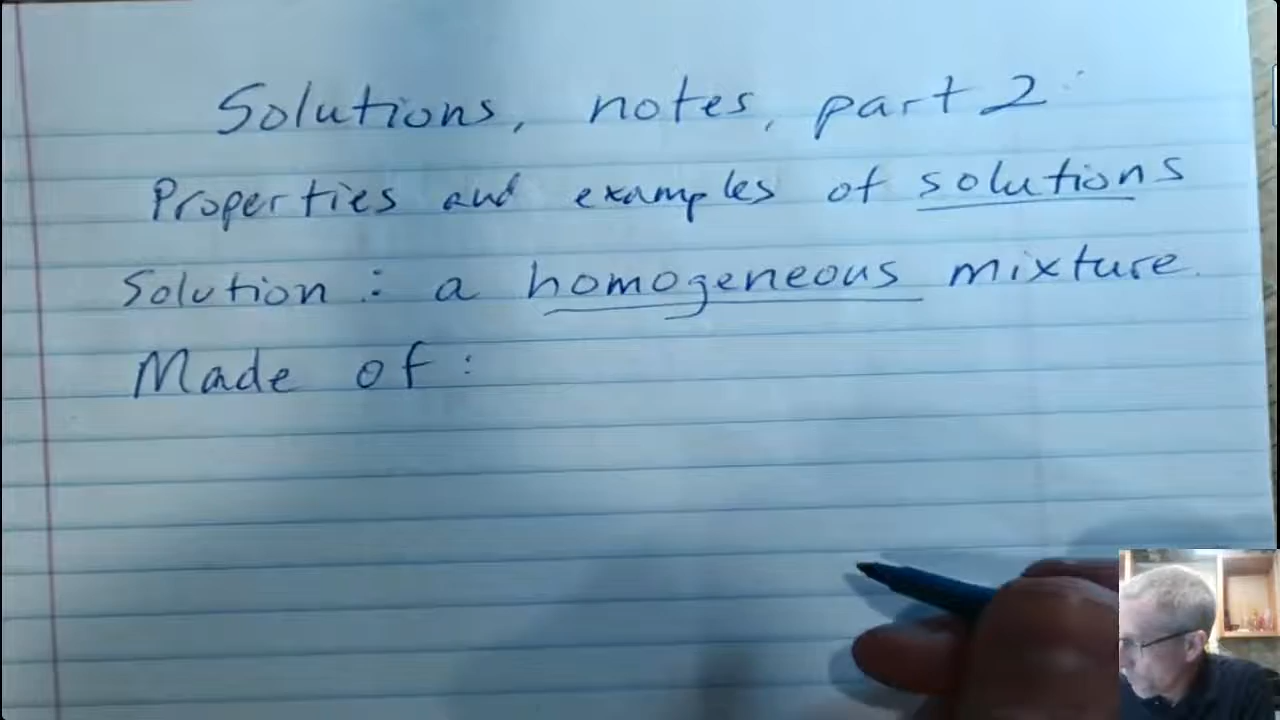 Solutions, notes, part 2:
Properties and examples of solutions
Solution: a homogeneous mixture.
Made of: